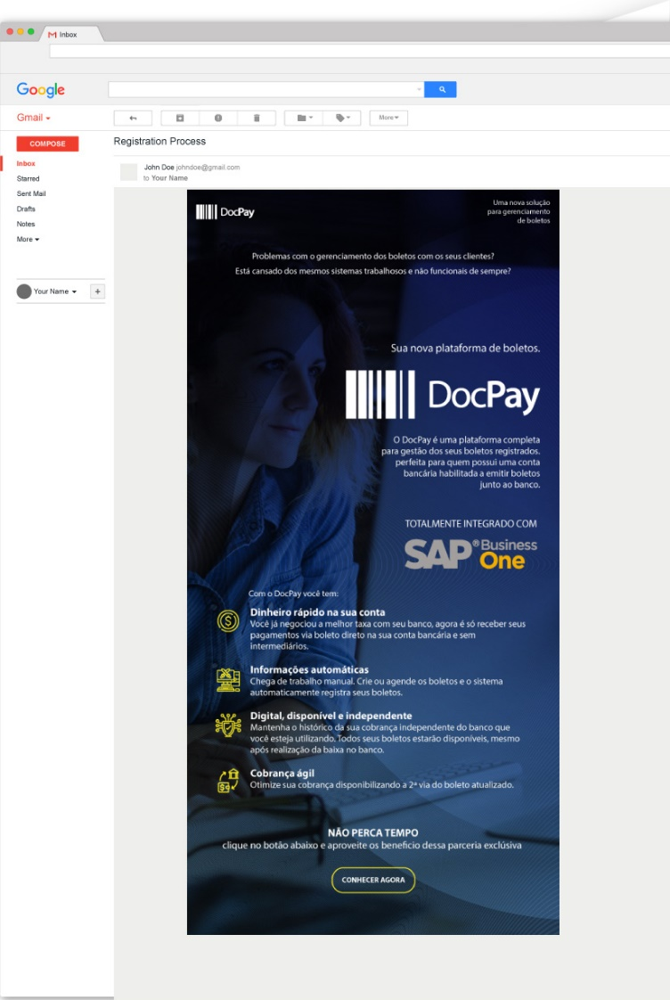 Inbox
Google
Gmail
More
COMPOSE
Registration Process
Inbox
Starred
Sent Mail
Drafts
Notes
More
Your Name
+
John Doe johndoe@gmail.com
to Your Name
DocPay
Uma nova solução
para gerenciamento
de boletos
Problemas com o gerenciamento dos boletos com os seus clientes?
Está cansado dos mesmos sistemas trabalhosos e não funcionais de sempre?
Sua nova plataforma de boletos.
DocPay
O DocPay é uma plataforma completa
para gestão dos seus boletos registrados.
perfeita para quem possui uma conta
bancária habilitada a emitir boletos
junto ao banco.
TOTALMENTE INTEGRADO COM
SAP® Business
One
Com o DocPay você tem:
Dinheiro rápido na sua conta
Você já negociou a melhor taxa com seu banco, agora é só receber seus
pagamentos via boleto direto na sua conta bancária e sem
intermediários.
Informações automáticas
Chega de trabalho manual. Crie ou agende os boletos e o sistema
automaticamente registra seus boletos.
Digital, disponível e independente
Mantenha o histórico da sua cobrança independente do banco que
você esteja utilizando. Todos seus boletos estarão disponíveis, mesmo
após realização da baixa no banco.
Cobrança ágil
Otimize sua cobrança disponibilizando a 2ª via do boleto atualizado.
NÃO PERCA TEMPO
clique no botão abaixo e aproveite os beneficio dessa parceria exclúsiva
CONHECER AGORA